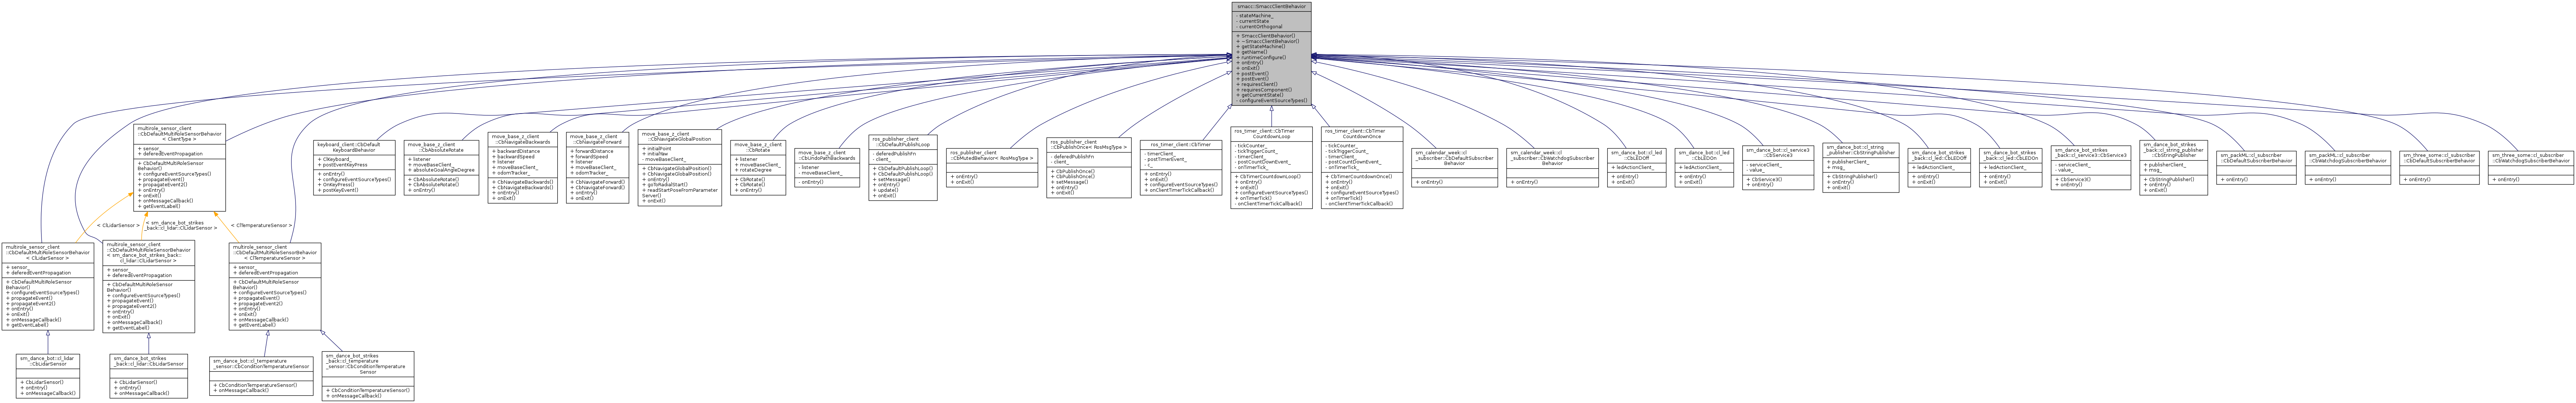 smacc::SmaccClientBehavior
- stateMachine_
- currentState
- currentOrthogonal
+ SmaccClientBehavior()
+ ~SmaccClientBehavior()
+ getStateMachine()
+ getName()
+ runtimeConfigure()
+ onEntry()
+ onExit()
+ postEvent()
+ postEvent()
+ requiresClient()
+ requiresComponent()
+ getCurrentState()
- configureEventSourceTypes()
multirole_sensor_client
::CbDefaultMultiRoleSensorBehavior
< ClientType >
+ sensor_
+ deferedEventPropagation
+ CbDefaultMultiRoleSensor
Behavior()
+ configureEventSourceTypes()
+ propagateEvent()
+ propagateEvent2()
+ onEntry()
+ onExit()
+ onMessageCallback()
+ getEventLabel()
keyboard_client::CbDefault
KeyboardBehavior
+ ClKeyboard_
+ postEventKeyPress
+ onEntry()
+ configureEventSourceTypes()
+ OnKeyPress()
+ postKeyEvent()
move_base_z_client
::CbAbsoluteRotate
+ listener
+ moveBaseClient_
+ absoluteGoalAngleDegree
+ CbAbsoluteRotate()
+ CbAbsoluteRotate()
+ onEntry()
move_base_z_client
::CbNavigateBackwards
+ backwardDistance
+ backwardSpeed
+ listener
+ moveBaseClient_
+ odomTracker_
+ CbNavigateBackwards()
+ CbNavigateBackwards()
+ onEntry()
+ onExit()
move_base_z_client
::CbNavigateForward
+ forwardDistance
+ forwardSpeed
+ listener
+ moveBaseClient_
+ odomTracker_
+ CbNavigateForward()
+ CbNavigateForward()
+ onEntry()
+ onExit()
move_base_z_client
::CbNavigateGlobalPosition
+ initialPoint
+ initialYaw
- moveBaseClient_
+ CbNavigateGlobalPosition()
+ CbNavigateGlobalPosition()
+ onEntry()
+ goToRadialStart()
+ readStartPoseFromParameter
Server()
+ onExit()
move_base_z_client
::CbRotate
+ listener
+ moveBaseClient_
+ rotateDegree
+ CbRotate()
+ CbRotate()
+ onEntry()
move_base_z_client
::CbUndoPathBackwards
- listener
- moveBaseClient_
- onEntry()
ros_publisher_client
::CbDefaultPublishLoop
- deferedPublishFn
- client_
+ CbDefaultPublishLoop()
+ CbDefaultPublishLoop()
+ setMessage()
+ onEntry()
+ update()
+ onExit()
ros_publisher_client
::CbMutedBehavior< RosMsgType >
+ onEntry()
+ onExit()
ros_publisher_client
::CbPublishOnce< RosMsgType >
- deferedPublishFn
- client_
+ CbPublishOnce()
+ CbPublishOnce()
+ setMessage()
+ onEntry()
+ onExit()
ros_timer_client::CbTimer
- timerClient_
- postTimerEvent_
- c_
+ onEntry()
+ onExit()
+ configureEventSourceTypes()
+ onClientTimerTickCallback()
ros_timer_client::CbTimer
CountdownLoop
- tickCounter_
- tickTriggerCount_
- timerClient_
- postCountDownEvent_
- onTimerTick_
+ CbTimerCountdownLoop()
+ onEntry()
+ onExit()
+ configureEventSourceTypes()
+ onTimerTick()
- onClientTimerTickCallback()
ros_timer_client::CbTimer
CountdownOnce
- tickCounter_
- tickTriggerCount_
- timerClient_
- postCountDownEvent_
- onTimerTick_
+ CbTimerCountdownOnce()
+ onEntry()
+ onExit()
+ configureEventSourceTypes()
+ onTimerTick()
- onClientTimerTickCallback()
sm_calendar_week::cl
_subscriber::CbDefaultSubscriber
Behavior
+ onEntry()
sm_calendar_week::cl
_subscriber::CbWatchdogSubscriber
Behavior
+ onEntry()
sm_dance_bot::cl_led
::CbLEDOff
+ ledActionClient_
+ onEntry()
+ onExit()
sm_dance_bot::cl_led
::CbLEDOn
+ ledActionClient_
+ onEntry()
+ onExit()
sm_dance_bot::cl_service3
::CbService3
- serviceClient_
- value_
+ CbService3()
+ onEntry()
sm_dance_bot::cl_string
_publisher::CbStringPublisher
+ publisherClient_
+ msg_
+ CbStringPublisher()
+ onEntry()
+ onExit()
sm_dance_bot_strikes
_back::cl_led::CbLEDOff
+ ledActionClient_
+ onEntry()
+ onExit()
sm_dance_bot_strikes
_back::cl_led::CbLEDOn
+ ledActionClient_
+ onEntry()
+ onExit()
sm_dance_bot_strikes
_back::cl_service3::CbService3
- serviceClient_
- value_
+ CbService3()
+ onEntry()
sm_dance_bot_strikes
_back::cl_string_publisher
::CbStringPublisher
+ publisherClient_
+ msg_
+ CbStringPublisher()
+ onEntry()
+ onExit()
sm_packML::cl_subscriber
::CbDefaultSubscriberBehavior
+ onEntry()
sm_packML::cl_subscriber
::CbWatchdogSubscriberBehavior
+ onEntry()
sm_three_some::cl_subscriber
::CbDefaultSubscriberBehavior
+ onEntry()
sm_three_some::cl_subscriber
::CbWatchdogSubscriberBehavior
+ onEntry()
< ClLidarSensor >
< sm_dance_bot_strikes
_back::cl_lidar::ClLidarSensor >
< ClTemperatureSensor >
multirole_sensor_client
::CbDefaultMultiRoleSensorBehavior
< ClLidarSensor >
+ sensor_
+ deferedEventPropagation
+ CbDefaultMultiRoleSensor
Behavior()
+ configureEventSourceTypes()
+ propagateEvent()
+ propagateEvent2()
+ onEntry()
+ onExit()
+ onMessageCallback()
+ getEventLabel()
multirole_sensor_client
::CbDefaultMultiRoleSensorBehavior
< sm_dance_bot_strikes_back::
cl_lidar::ClLidarSensor >
+ sensor_
+ deferedEventPropagation
+ CbDefaultMultiRoleSensor
Behavior()
+ configureEventSourceTypes()
+ propagateEvent()
+ propagateEvent2()
+ onEntry()
+ onExit()
+ onMessageCallback()
+ getEventLabel()
multirole_sensor_client
::CbDefaultMultiRoleSensorBehavior
< ClTemperatureSensor >
+ sensor_
+ deferedEventPropagation
+ CbDefaultMultiRoleSensor
Behavior()
+ configureEventSourceTypes()
+ propagateEvent()
+ propagateEvent2()
+ onEntry()
+ onExit()
+ onMessageCallback()
+ getEventLabel()
sm_dance_bot::cl_lidar
::CbLidarSensor
+ CbLidarSensor()
+ onEntry()
+ onMessageCallback()
sm_dance_bot_strikes
_back::cl_lidar::CbLidarSensor
+ CbLidarSensor()
+ onEntry()
+ onMessageCallback()
sm_dance_bot::cl_temperature
_sensor::CbConditionTemperatureSensor
+ CbConditionTemperatureSensor()
+ onMessageCallback()
sm_dance_bot_strikes
_back::cl_temperature
_sensor::CbConditionTemperature
Sensor
+ CbConditionTemperatureSensor()
+ onMessageCallback()